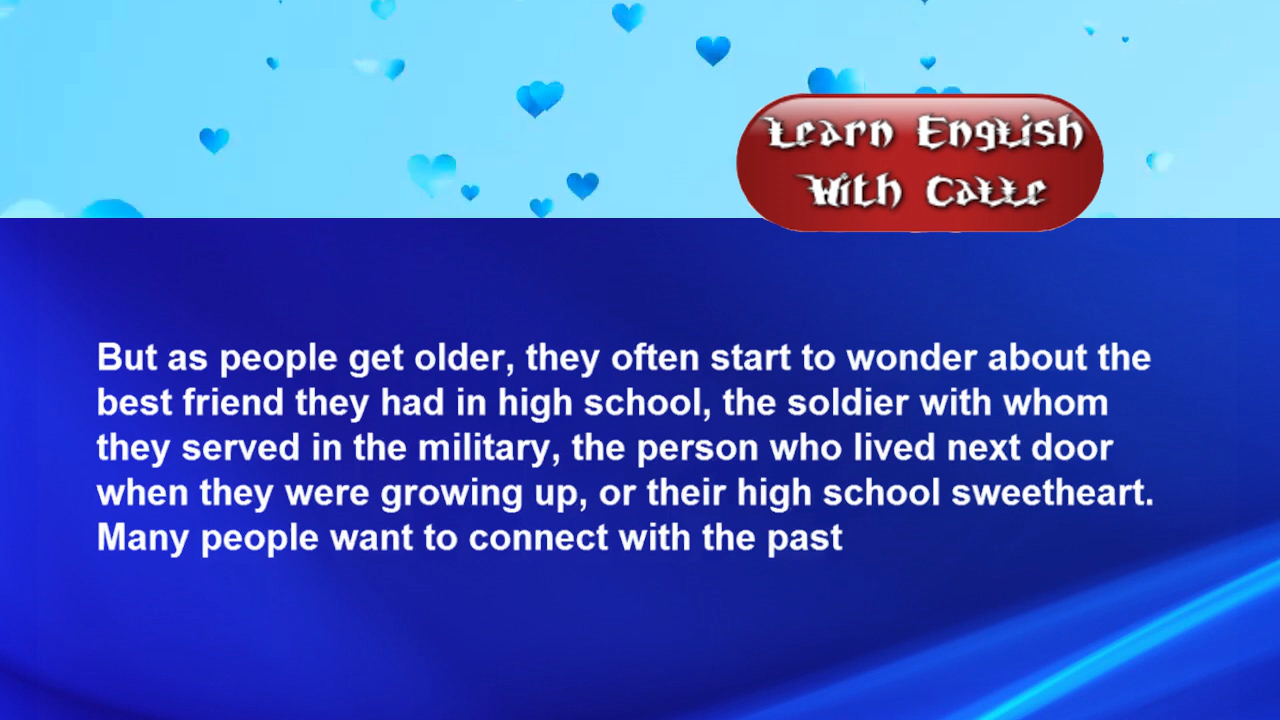 Learn English
With Calle
But as people get older, they often start to wonder about the
best friend they had in high school, the soldier with whom
they served in the military, the person who lived next door
when they were growing up, or their high school sweetheart.
Many people want to connect with the past